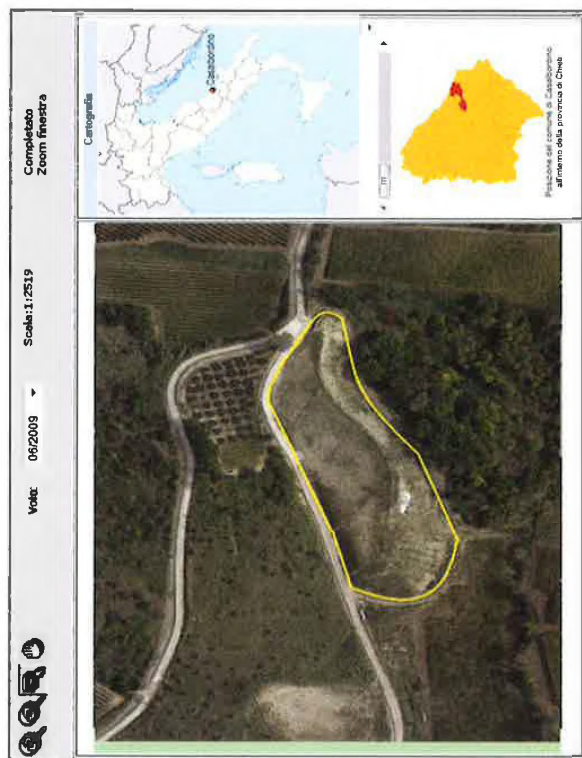 Volo: 06/2009 Scala:1:2519 Completato
Zoom finestra
Cartografia
Casalbordino
Posizione del comune di Casalbordino
all'interno della provincia di Chieti